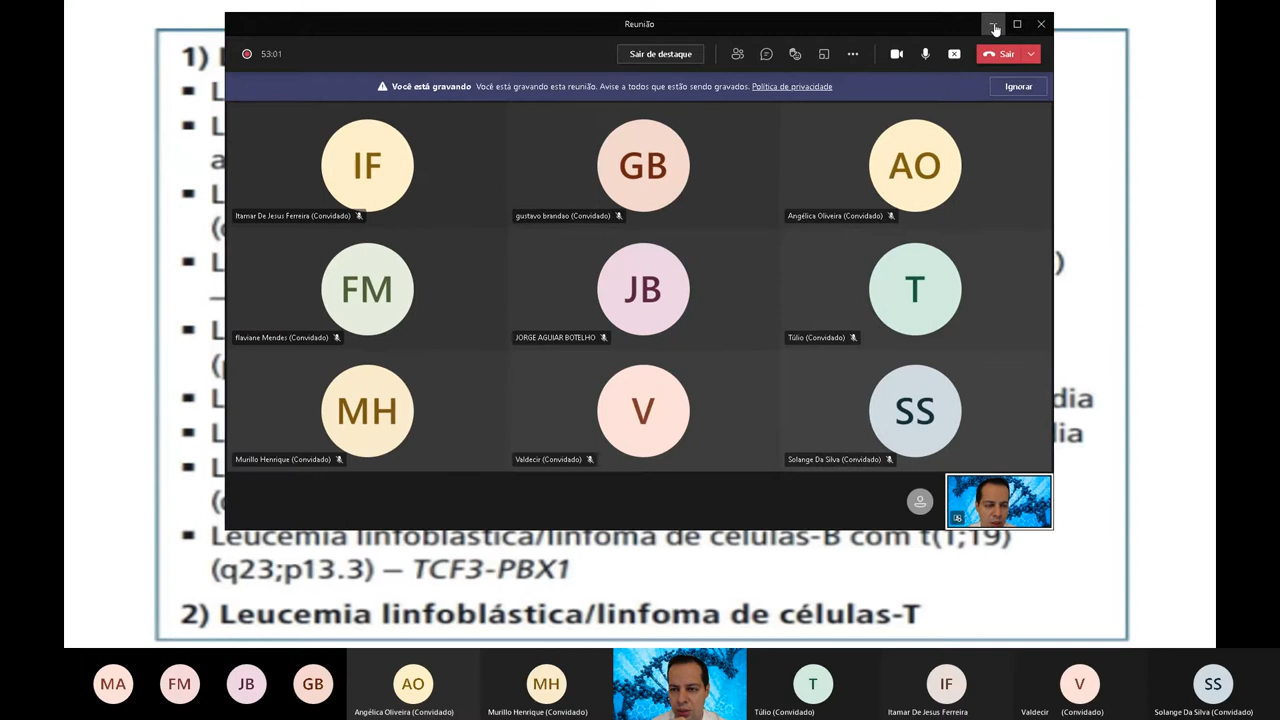 Reunião
53:01
Sair de destaque
Sair
Você está gravando Você está gravando esta reunião. Avise a todos que estão sendo gravados. Política de privacidade
Ignorar
1)
IF
GB
AO
Itamar De Jesus Ferreira (Convidado)
gustavo brandao (Convidado)
Angélica Oliveira (Convidado)
FM
JB
T
flaviane Mendes (Convidado)
JORGE AGUIAR BOTELHO
Túlio (Convidado)
MH
V
SS
Murillo Henrique (Convidado)
Valdecir (Convidado)
Solange Da Silva (Convidado)
Leucemia linfoblástica/linfoma de células-B com t(1;19)
(q23;p13.3) – TCF3-PBX1
2) Leucemia linfoblástica/linfoma de células-T
MA
FM
JB
GB
AO
MH
T
IF
V
SS
Angélica Oliveira (Convidado)
Murillo Henrique (Convidado)
Túlio (Convidado)
Itamar De Jesus Ferreira
Valdecir (Convidado)
Solange Da Silva (Convidado)